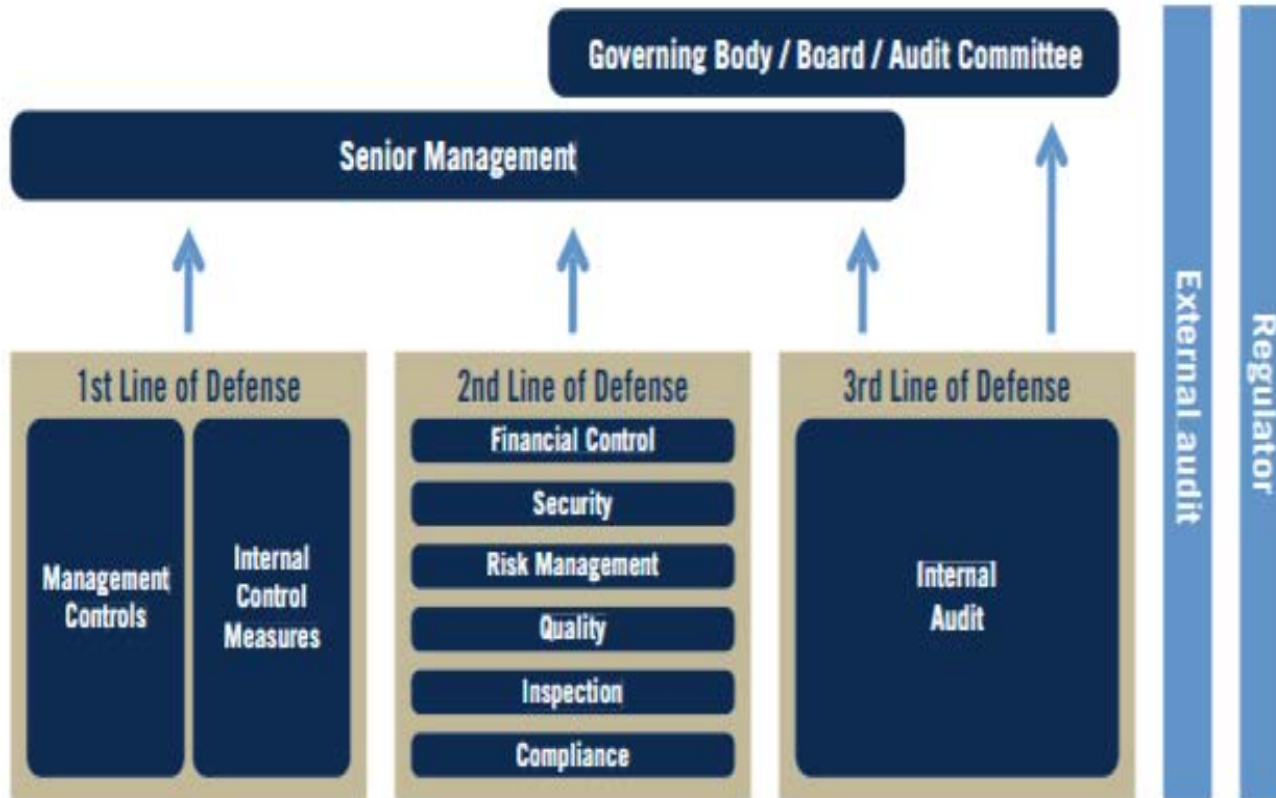 Governing Body / Board / Audit Committee
Senior Management
1st Line of Defense
Management
Controls
Internal
Control
Measures
2nd Line of Defense
Financial Control
Security
Risk Management
Quality
Inspection
Compliance
3rd Line of Defense
Internal
Audit
External audit
Regulator